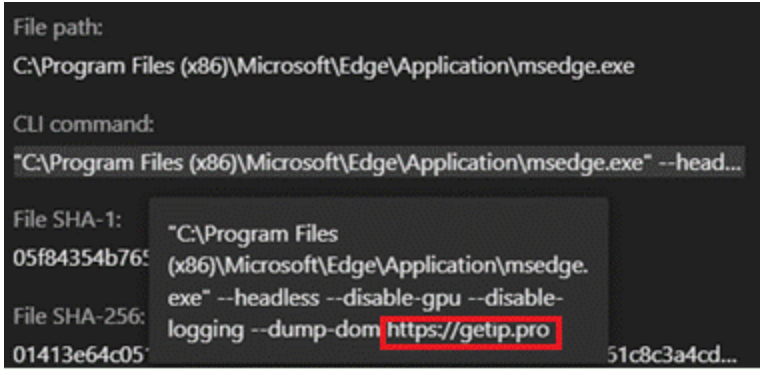 File path:
C:\Program Files (x86)\Microsoft\Edge\Application\msedge.exe
CLI command:
"C:\Program Files (x86)\Microsoft\Edge\Application\msedge.exe" --head...
File SHA-1:
05f84354b765
File SHA-256:
01413e64c05
"C:\Program Files
(x86)\Microsoft\Edge\Application\msedge.
exe" --headless --disable-gpu --disable-
logging --dump-dom https://getip.pro
51c8c3a4cd...